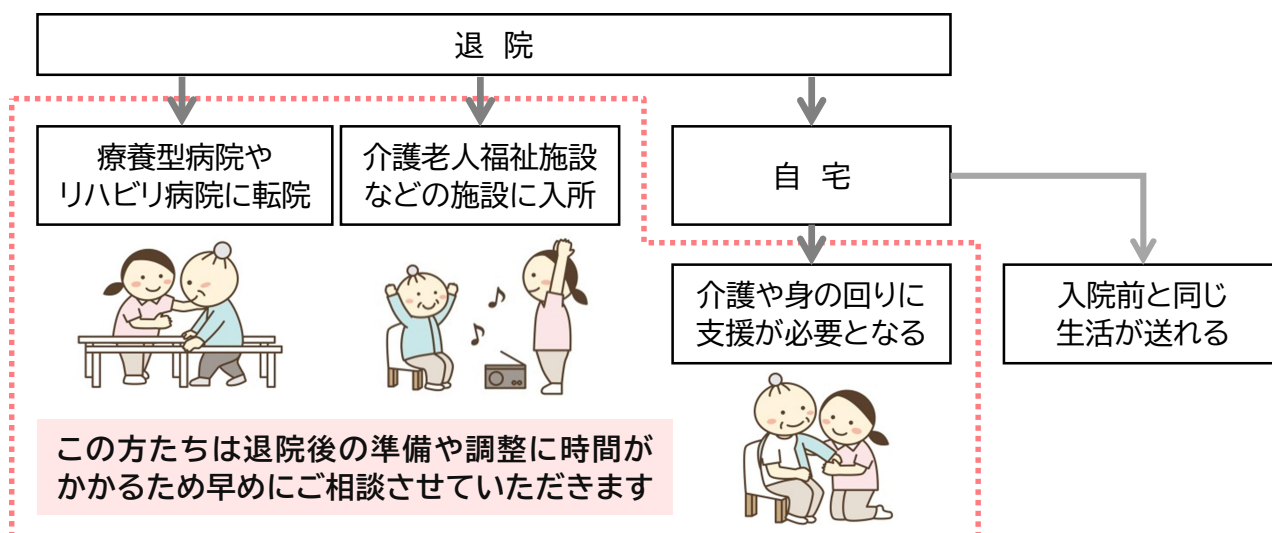 退 院
療養型病院や
リハビリ病院に転院
介護老人福祉施設
などの施設に入所
自 宅
介護や身の回りに
支援が必要となる
入院前と同じ
生活が送れる
この方たちは退院後の準備や調整に時間が
かかるため早めにご相談させていただきます